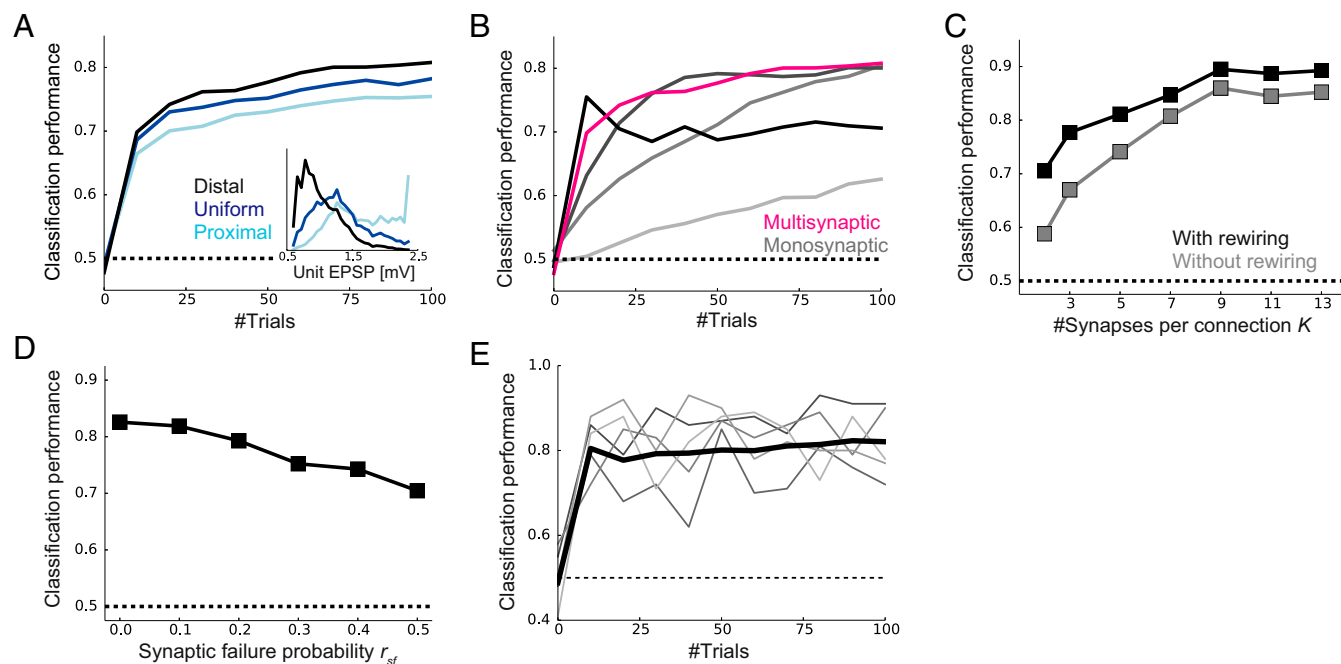 A
Classification performance
0.8
0.7
0.6
0.5
Distal
Uniform
Proximal
0.5 1.5 2.5
Unit EPSP [mV]
0 25 50 75 100
#Trials
B
Classification performance
0.8
0.7
0.6
0.5
Multisynaptic
Monosynaptic
0 25 50 75 100
#Trials
C
Classification performance
0.9
0.8
0.7
0.6
0.5
With rewiring
Without rewiring
3 5 7 9 11 13
#Synapses per connection K
D
Classification performance
0.9
0.8
0.7
0.6
0.5
0.0 0.1 0.2 0.3 0.4 0.5
Synaptic failure probability r_sf
E
Classification performance
1.0
0.8
0.6
0.4
0 25 50 75 100
#Trials